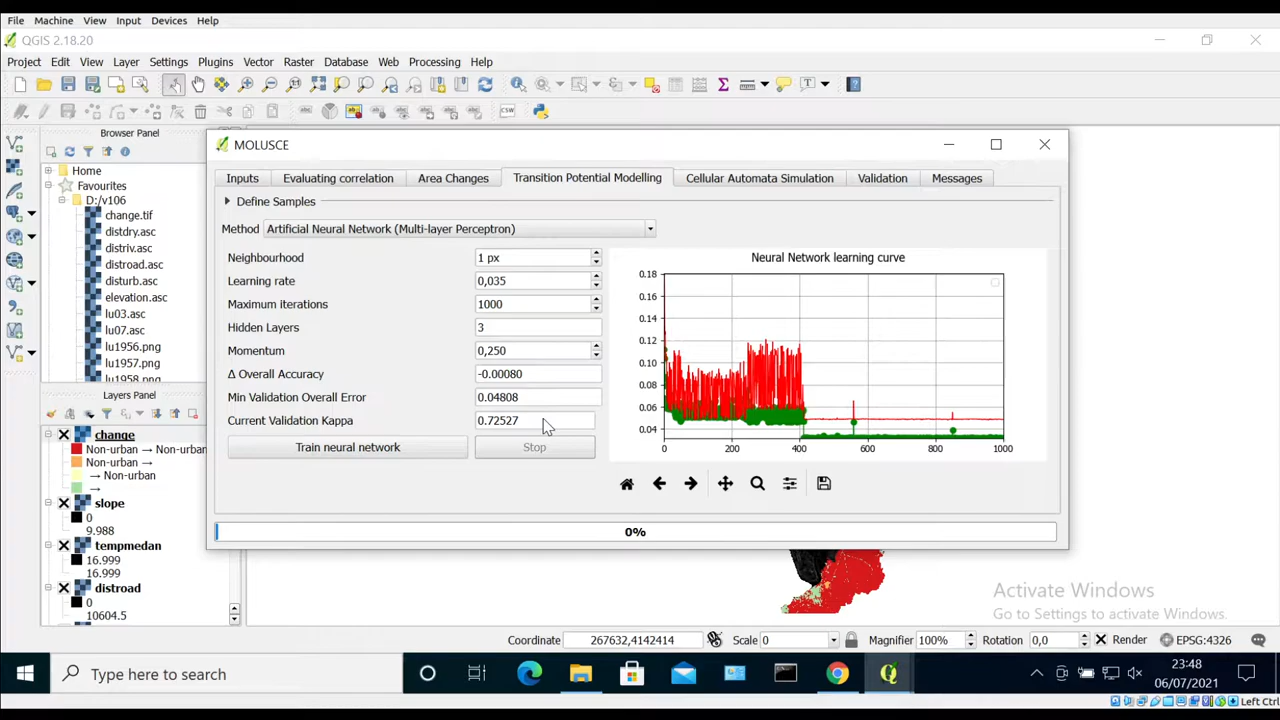 File Machine View Input Devices Help
QGIS 2.18.20
Project Edit View Layer Settings Plugins Vector Raster Database Web Processing Help
Browser Panel
Home
Favourites
D:/v106
change.tif
distdry.asc
distriv.asc
distroad.asc
disturb.asc
elevation.asc
lu03.asc
lu07.asc
lu1956.png
lu1957.png
lu1958.png
Layers Panel
change
Non-urban → Non-urban
Non-urban →
→ Non-urban
→
slope
0
9.988
tempmedan
16.999
16.999
distroad
0
10604.5
MOLUSCE
Inputs Evaluating correlation Area Changes Transition Potential Modelling Cellular Automata Simulation Validation Messages
Define Samples
Method Artificial Neural Network (Multi-layer Perceptron)
Neighbourhood 1 px
Learning rate 0,035
Maximum iterations 1000
Hidden Layers 3
Momentum 0,250
Δ Overall Accuracy -0.00080
Min Validation Overall Error 0.04808
Current Validation Kappa 0.72527
Train neural network Stop
Neural Network learning curve
0.18
0.16
0.14
0.12
0.10
0.08
0.06
0.04
0 200 400 600 800 1000
0%
Activate Windows
Go to Settings to activate Windows.
Coordinate 267632,4142414 Scale 0 Magnifier 100% Rotation 0,0 Render EPSG:4326
Type here to search
23:48
06/07/2021
Left Ctrl